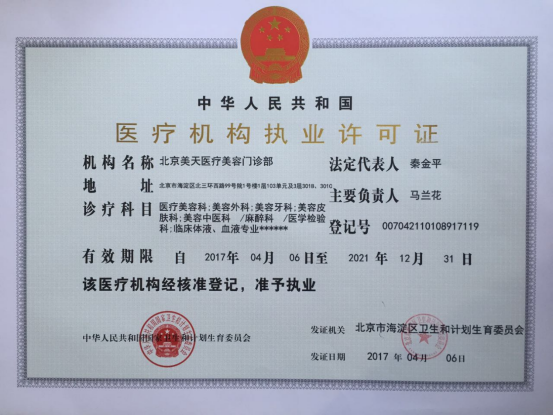 中华人民共和国
医疗机构执业许可证
机构名称 北京美天医疗美容门诊部
法定代表人 秦金平
地 址 北京市海淀区北三环西路99号院1号楼1层103单元及3层301B、301C
主要负责人 马兰花
诊疗科目 医疗美容科;美容外科;美容牙科;美容皮
肤科;美容中医科 /麻醉科 /医学检验
科;临床体液、血液专业******
登记号 007042110108917119
有效期限 自 2017 年 04 月 06 日至 2021 年 12 月 31 日
该医疗机构经核准登记，准予执业
中华人民共和国国家卫生和计划生育委员会
发证机关 北京市海淀区卫生和计划生育委员会
发证日期 2017 年 04 月 06 日